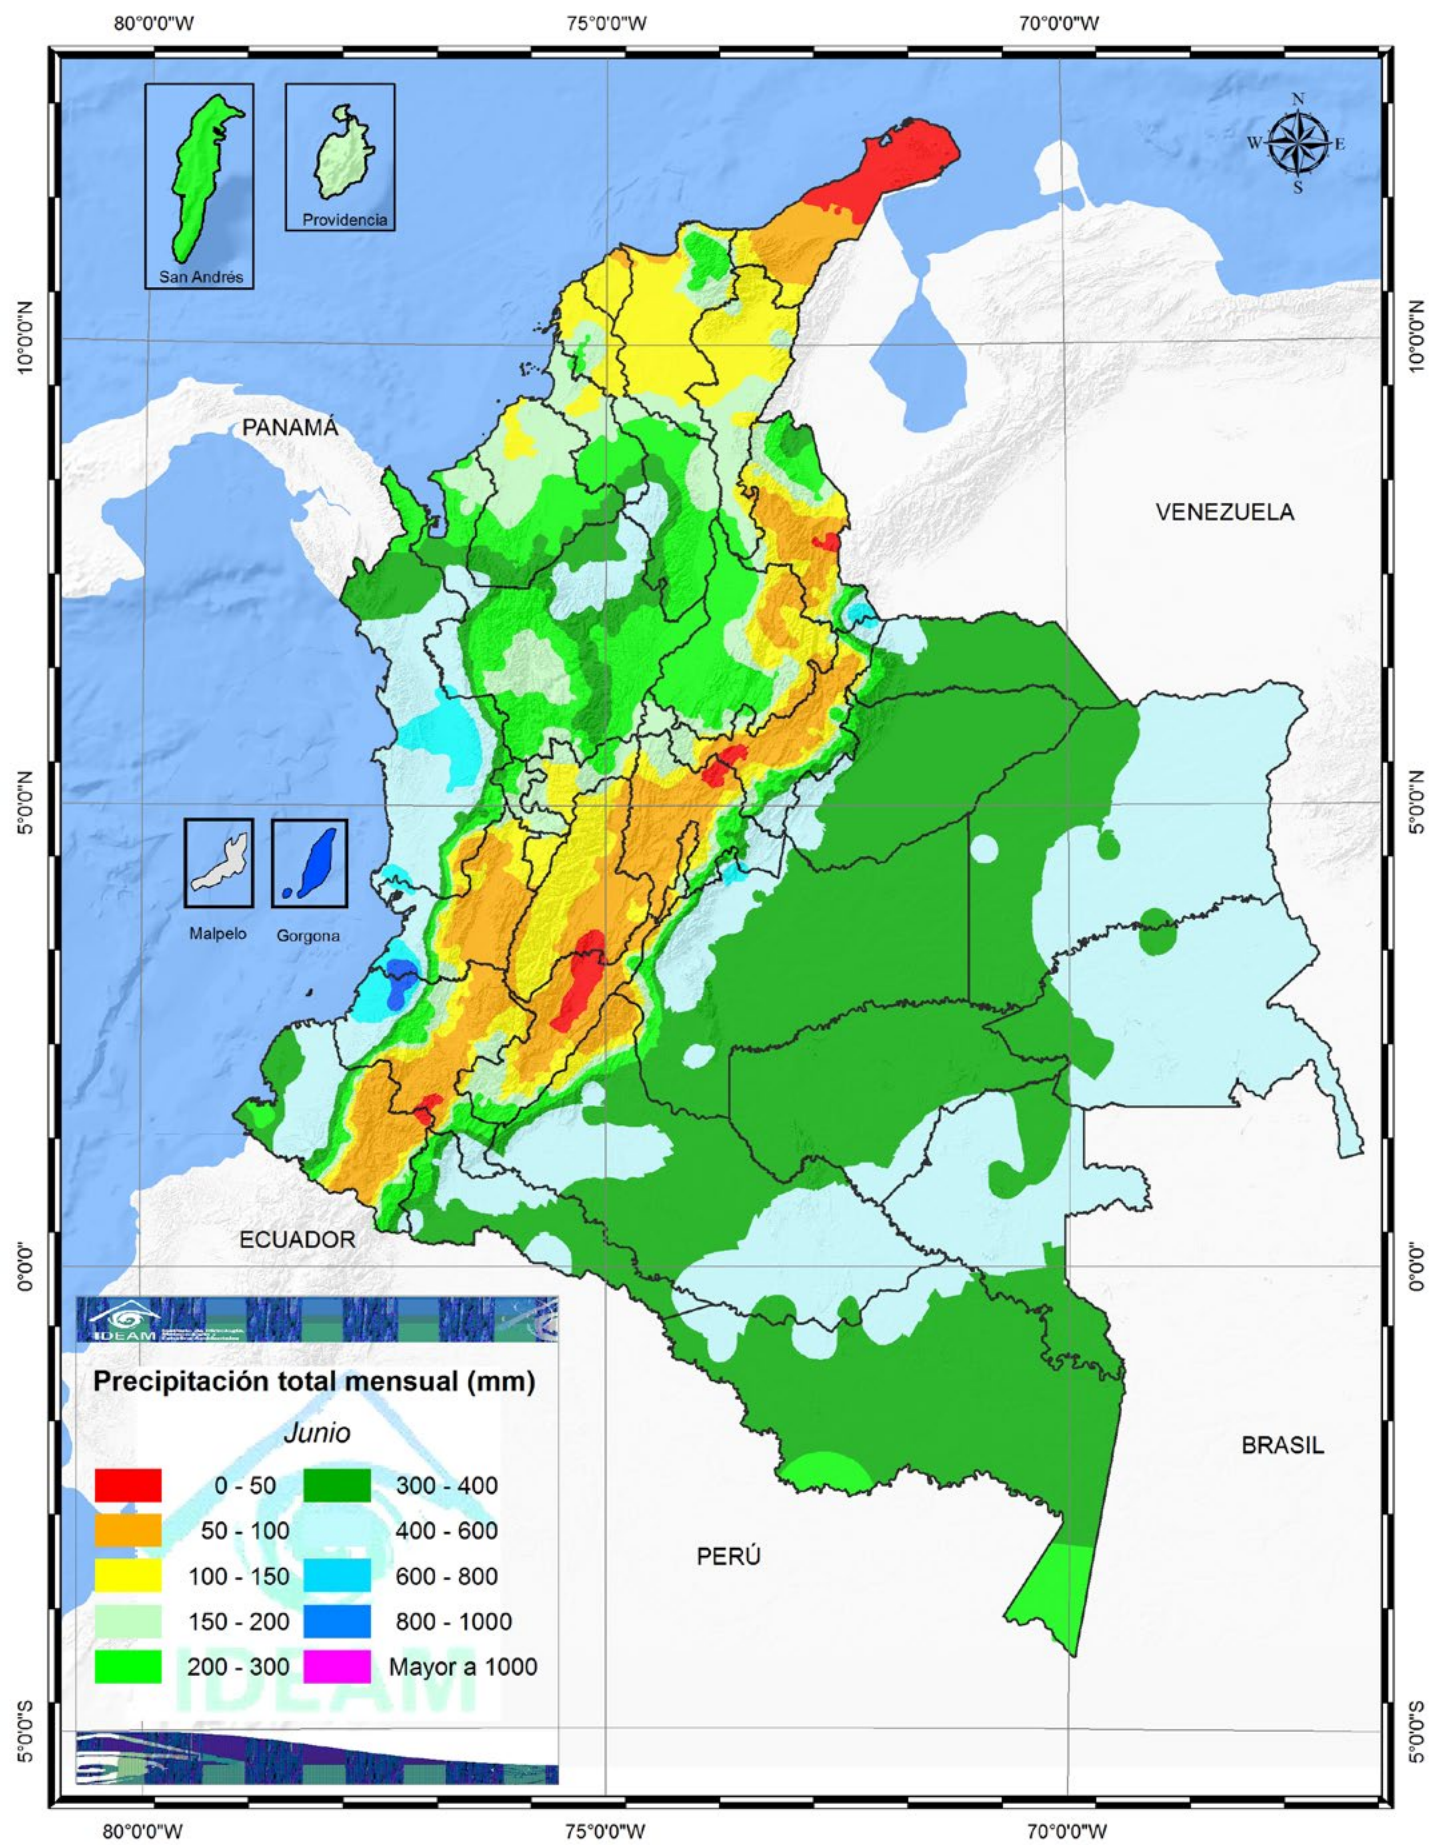 80°0'0"W 75°0'0"W 70°0'0"W
N
W E
S
Providencia
San Andrés
10°0'0"N 10°0'0"N
PANAMÁ
VENEZUELA
5°0'0"N 5°0'0"N
Malpelo Gorgona
ECUADOR
0°0'0" 0°0'0"
IDEAM
Precipitación total mensual (mm)
Junio
0 - 50 300 - 400
50 - 100 400 - 600
100 - 150 600 - 800
150 - 200 800 - 1000
200 - 300 Mayor a 1000
IDEAM
BRASIL
PERÚ
5°0'0"S 5°0'0"S
80°0'0"W 75°0'0"W 70°0'0"W